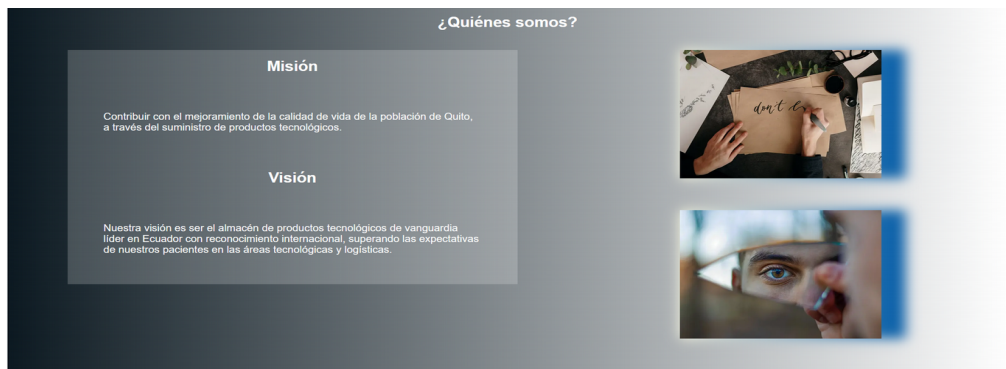 ¿Quiénes somos?
Misión
Contribuir con el mejoramiento de la calidad de vida de la población de Quito,
a través del suministro de productos tecnológicos.
Visión
Nuestra visión es ser el almacén de productos tecnológicos de vanguardia
líder en Ecuador con reconocimiento internacional, superando las expectativas
de nuestros pacientes en las áreas tecnológicas y logísticas.
don't